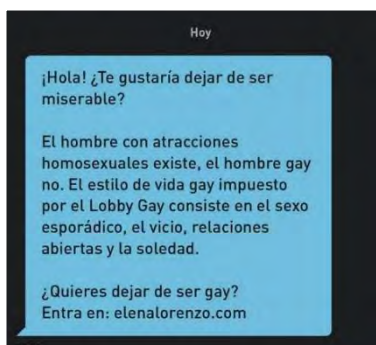 Hoy
¡Hola! ¿Te gustaría dejar de ser
miserable?
El hombre con atracciones
homosexuales existe, el hombre gay
no. El estilo de vida gay impuesto
por el Lobby Gay consiste en el sexo
esporádico, el vicio, relaciones
abiertas y la soledad.
¿Quieres dejar de ser gay?
Entra en: elenalorenzo.com